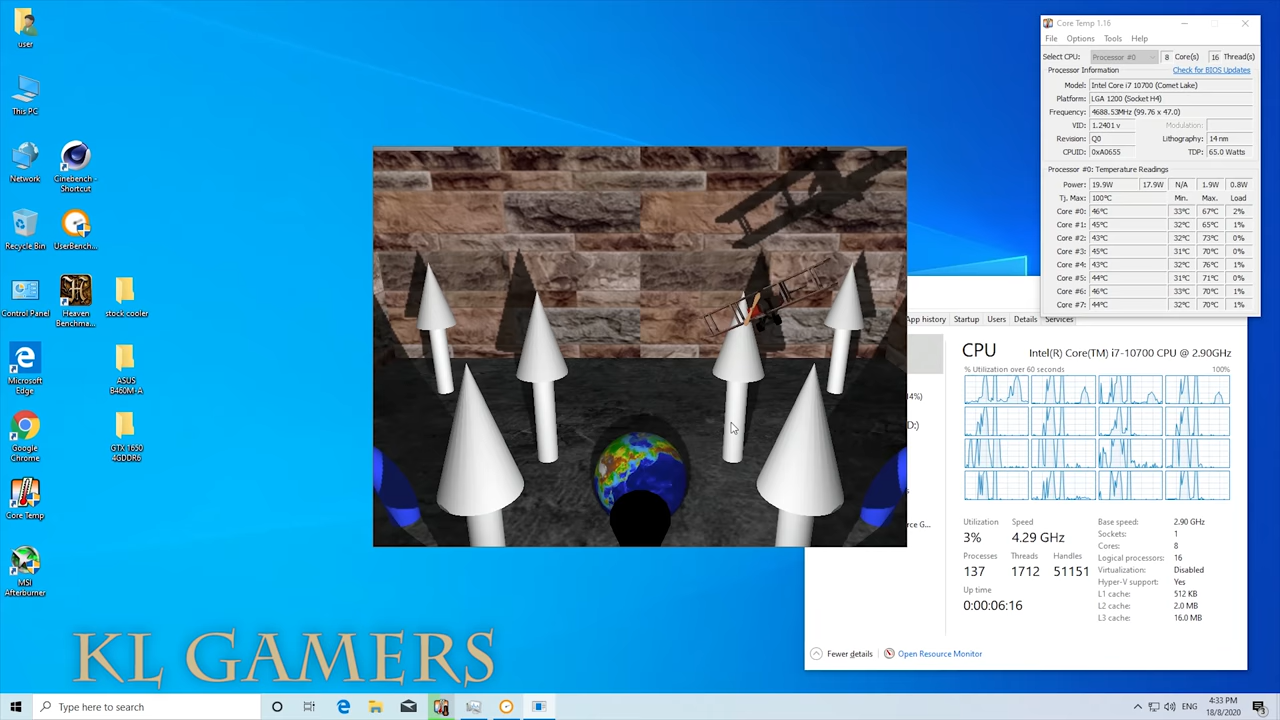 user
This PC
Network
Cinebench - Shortcut
Recycle Bin
UserBench...
Control Panel
Heaven Benchma...
stock cooler
Microsoft Edge
ASUS B460M-A
Google Chrome
GTX 1650 4GDDR6
Core Temp
MSI Afterburner
KL GAMERS
Core Temp 1.16
File Options Tools Help
Select CPU: Processor #0 8 Core(s) 16 Thread(s)
Processor Information Check for BIOS Updates
Model: Intel Core i7 10700 (Comet Lake)
Platform: LGA 1200 (Socket H4)
Frequency: 4688.53MHz (99.76 x 47.0)
VID: 1.2401 v Modulation:
Revision: Q0 Lithography: 14 nm
CPUID: 0xA0655 TDP: 65.0 Watts
Processor #0: Temperature Readings
Power: 19.9W 17.9W N/A 1.9W 0.8W
Tj. Max: 100°C Min. Max. Load
Core #0: 46°C 33°C 67°C 2%
Core #1: 45°C 32°C 65°C 1%
Core #2: 43°C 32°C 73°C 0%
Core #3: 45°C 31°C 70°C 0%
Core #4: 43°C 32°C 76°C 1%
Core #5: 44°C 31°C 71°C 0%
Core #6: 46°C 33°C 70°C 1%
Core #7: 44°C 32°C 70°C 1%
App history Startup Users Details Services
CPU Intel(R) Core(TM) i7-10700 CPU @ 2.90GHz
% Utilization over 60 seconds 100%
4%)
D:)
rce G...
Utilization Speed Base speed: 2.90 GHz
3% 4.29 GHz Sockets: 1
Cores: 8
Processes Threads Handles Logical processors: 16
137 1712 51151 Virtualization: Disabled
Hyper-V support: Yes
Up time L1 cache: 512 KB
0:00:06:16 L2 cache: 2.0 MB
L3 cache: 16.0 MB
Fewer details Open Resource Monitor
Type here to search
ENG 4:33 PM
18/8/2020
3